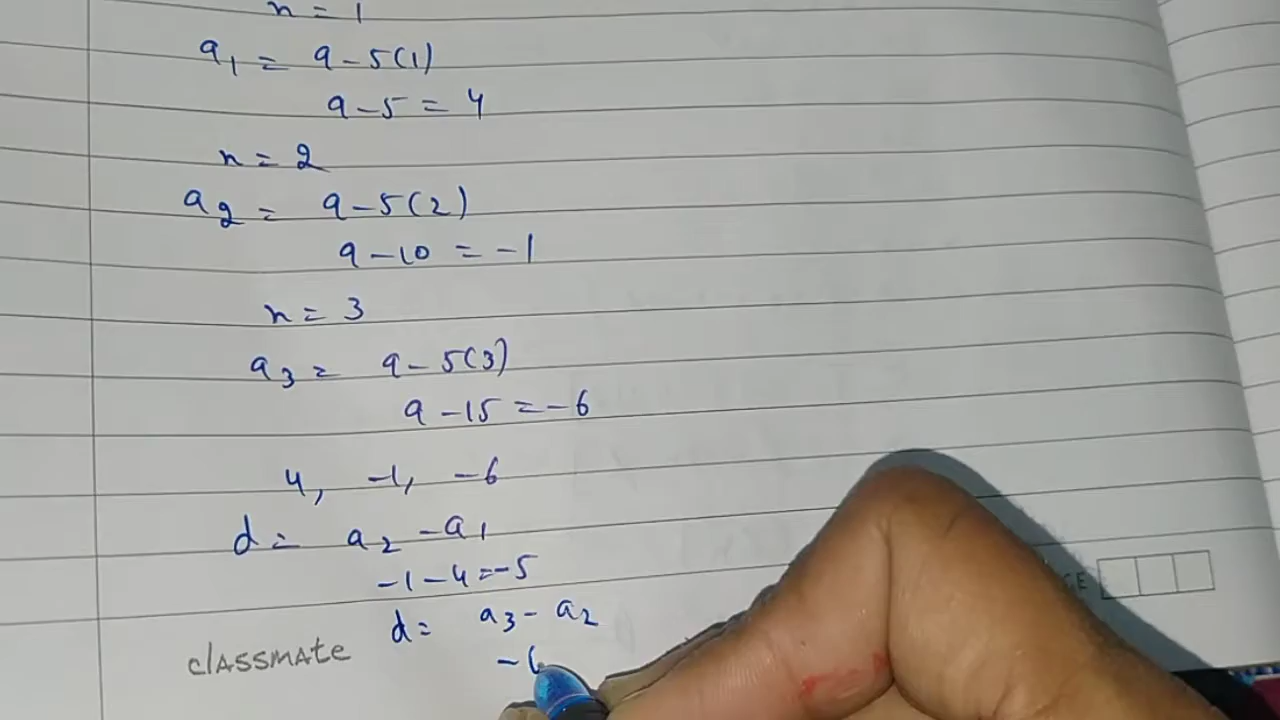 n = 1
a₁ = 9 - 5(1)
9 - 5 = 4
n = 2
a₂ = 9 - 5(2)
9 - 10 = -1
n = 3
a₃ = 9 - 5(3)
9 - 15 = -6
4, -1, -6
d = a₂ - a₁
-1 - 4 = -5
d = a₃ - a₂
classmate